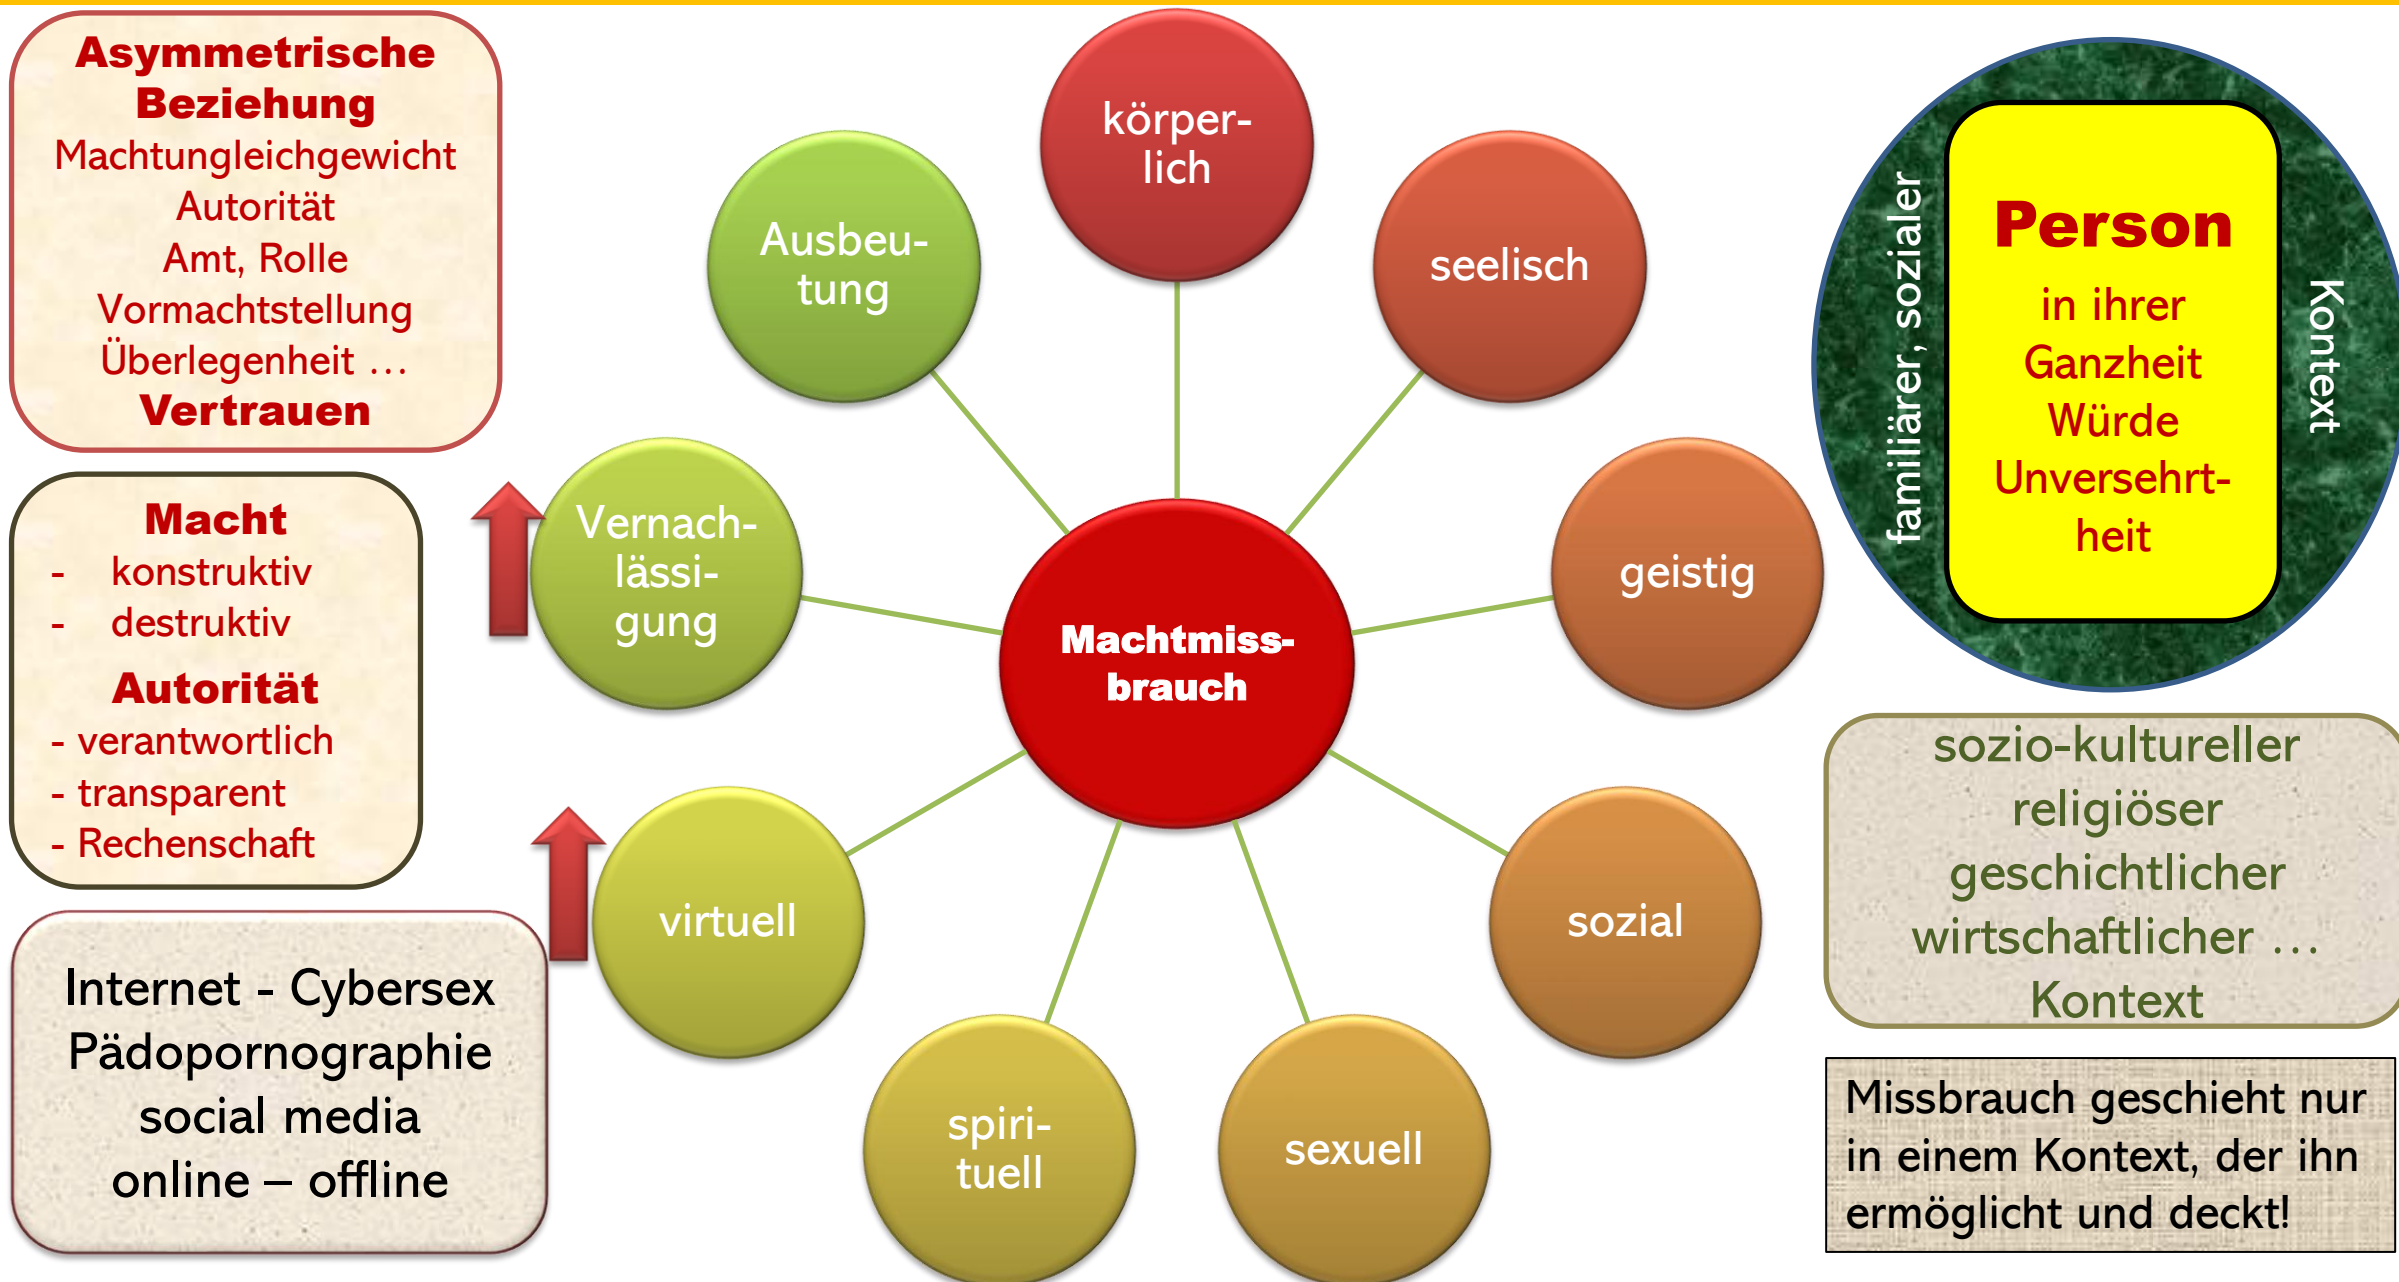 Asymmetrische
Beziehung
Machtungleichgewicht
Autorität
Amt, Rolle
Vormachtstellung
Überlegenheit ...
Vertrauen
Macht
- konstruktiv
- destruktiv
Autorität
- verantwortlich
- transparent
- Rechenschaft
Internet - Cybersex
Pädopornographie
social media
online – offline
Machtmiss-
brauch
körper-
lich
seelisch
geistig
sozial
sexuell
spiri-
tuell
virtuell
Vernach-
lässi-
gung
Ausbeu-
tung
familiärer, sozialer
Person
in ihrer
Ganzheit
Würde
Unversehrt-
heit
Kontext
sozio-kultureller
religiöser
geschichtlicher
wirtschaftlicher ...
Kontext
Missbrauch geschieht nur
in einem Kontext, der ihn
ermöglicht und deckt!